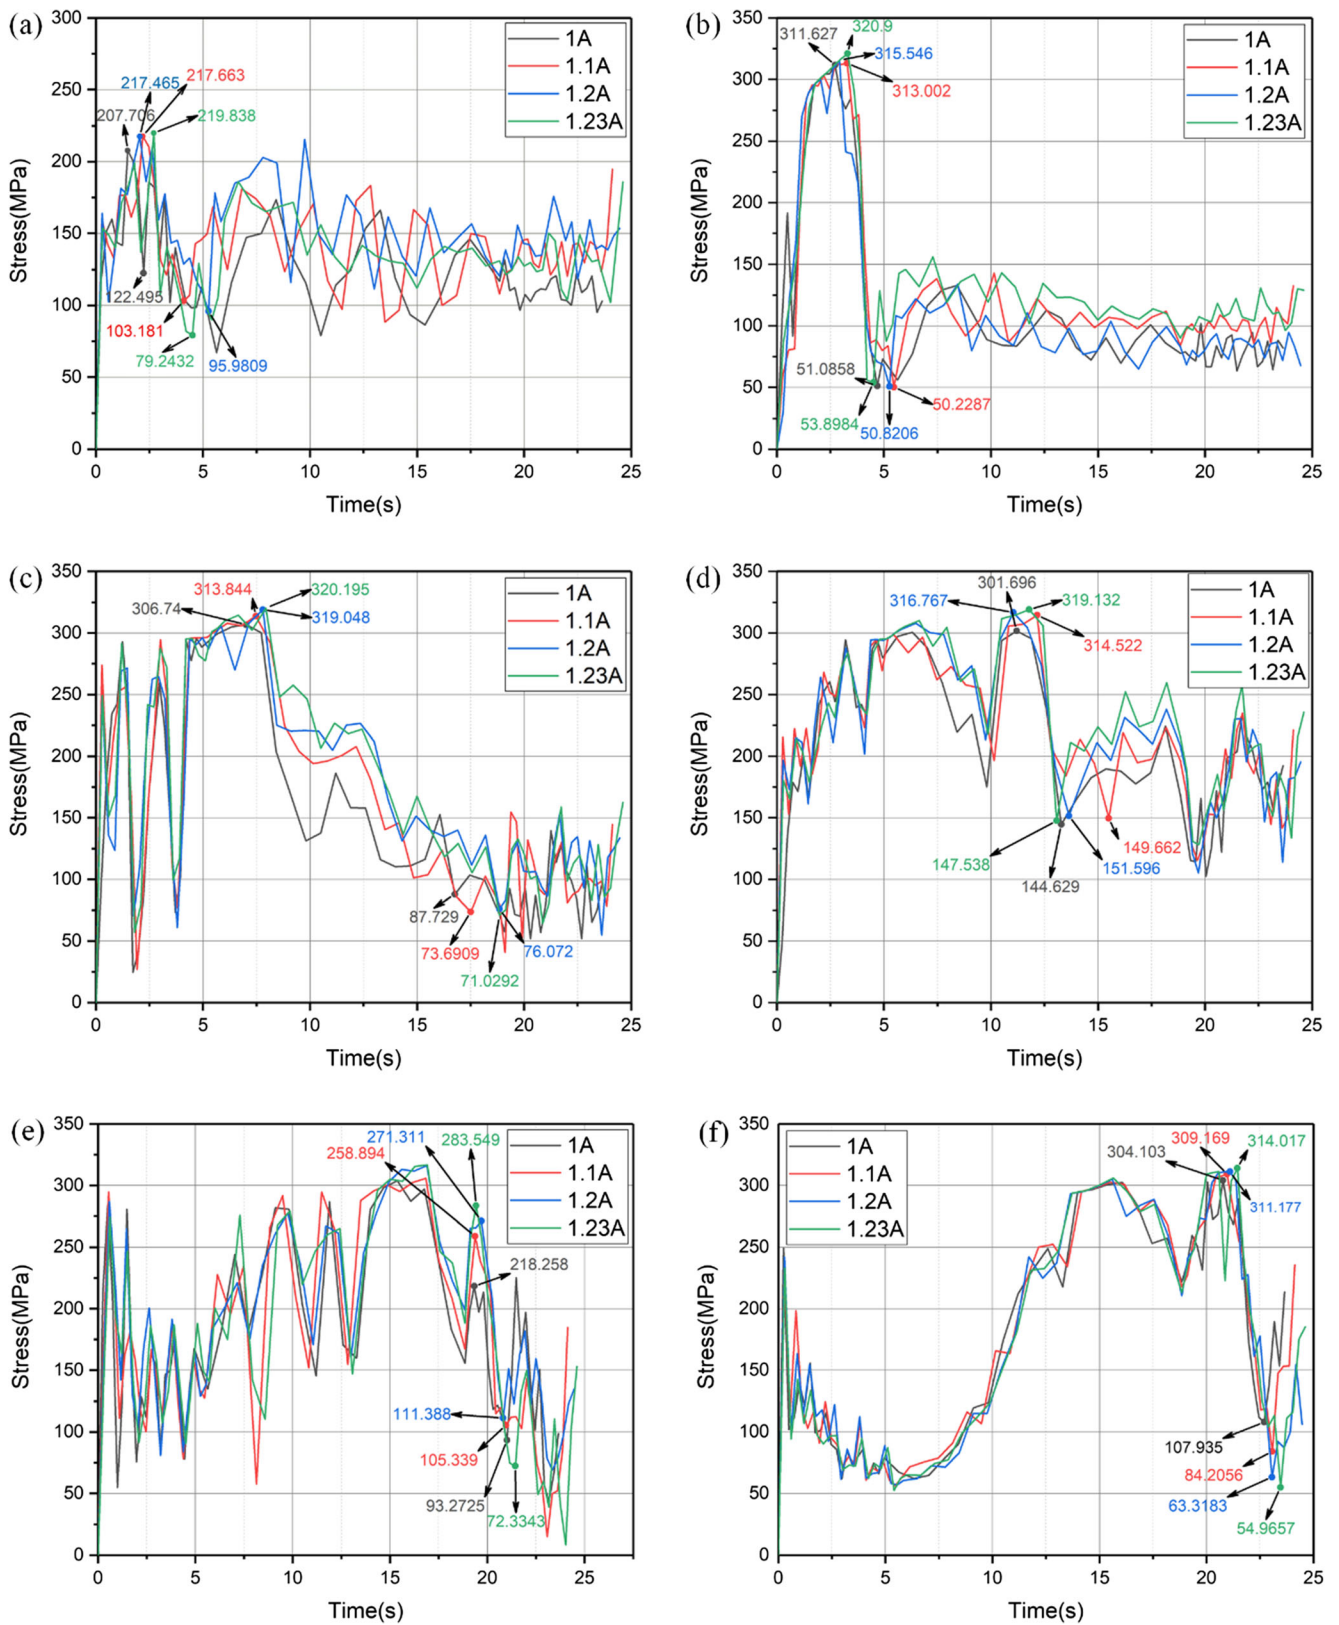 (a)
300
250
200
150
100
50
0
Stress(MPa)
0 5 10 15 20 25
Time(s)
1A
1.1A
1.2A
1.23A
217.465
217.663
207.706
219.838
22.495
103.181
79.2432
95.9809
(b)
350
300
250
200
150
100
50
0
Stress(MPa)
0 5 10 15 20 25
Time(s)
1A
1.1A
1.2A
1.23A
320.9
311.627
315.546
313.002
51.0858
53.8984
50.8206
50.2287
(c)
350
300
250
200
150
100
50
0
Stress(MPa)
0 5 10 15 20 25
Time(s)
1A
1.1A
1.2A
1.23A
313.844
320.195
306.74
319.048
87.729
73.6909
76.072
71.0292
(d)
350
300
250
200
150
100
50
0
Stress(MPa)
0 5 10 15 20 25
Time(s)
1A
1.1A
1.2A
1.23A
301.696
316.767
319.132
314.522
147.538
149.662
151.596
144.629
(e)
350
300
250
200
150
100
50
0
Stress(MPa)
0 5 10 15 20 25
Time(s)
1A
1.1A
1.2A
1.23A
271.311
283.549
258.894
218.258
111.388
105.339
93.2725
72.3343
(f)
350
300
250
200
150
100
50
0
Stress(MPa)
0 5 10 15 20 25
Time(s)
1A
1.1A
1.2A
1.23A
309.169
314.017
304.103
311.177
107.935
84.2056
63.3183
54.9657